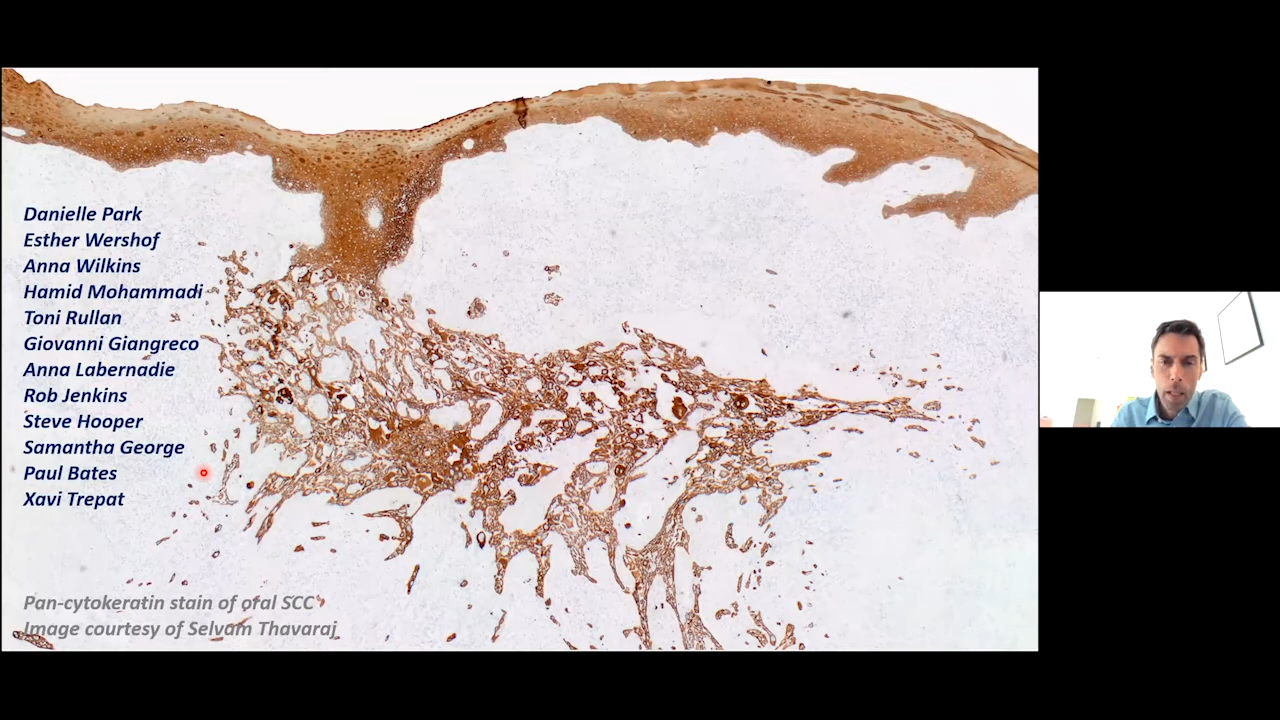 Danielle Park
Esther Wershof
Anna Wilkins
Hamid Mohammadi
Toni Rullan
Giovanni Giangreco
Anna Labernadie
Rob Jenkins
Steve Hooper
Samantha George
Paul Bates
Xavi Trepat
Pan-cytokeratin stain of oral SCC
Image courtesy of Selvam Thavaraj